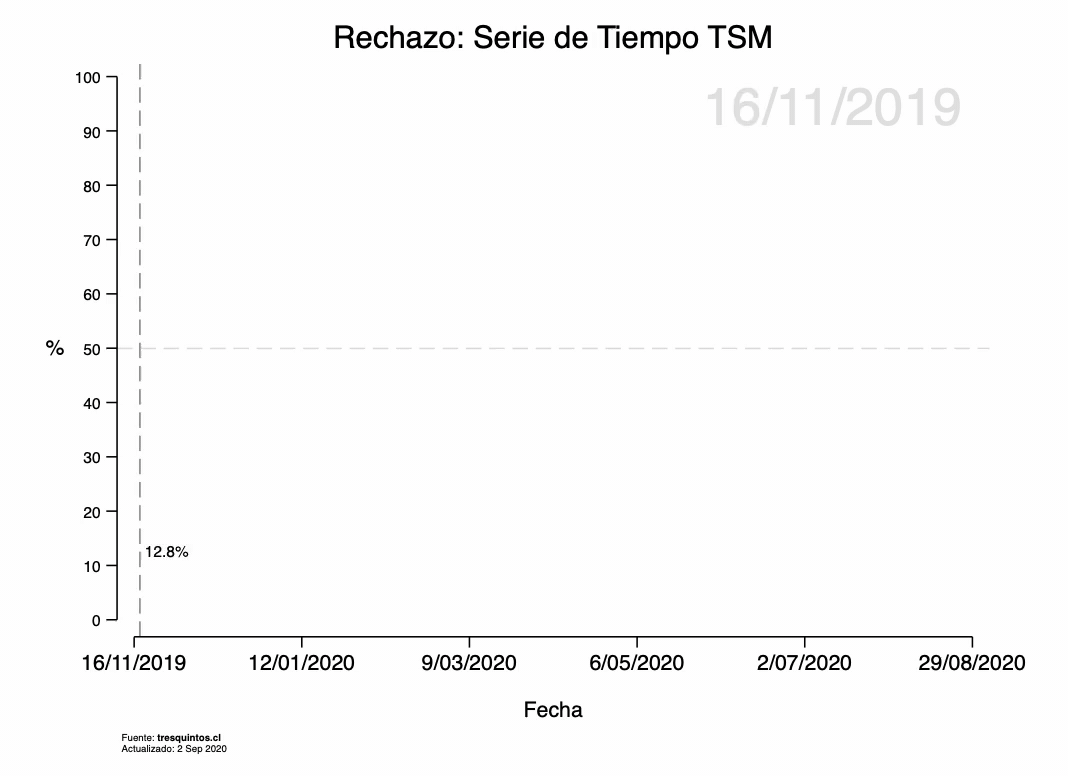 Rechazo: Serie de Tiempo TSM
16/11/2019
100
90
80
70
60
% 50
40
30
20
12.8%
10
0
16/11/2019 12/01/2020 9/03/2020 6/05/2020 2/07/2020 29/08/2020
Fecha
Fuente: tresquintos.cl
Actualizado: 2 Sep 2020